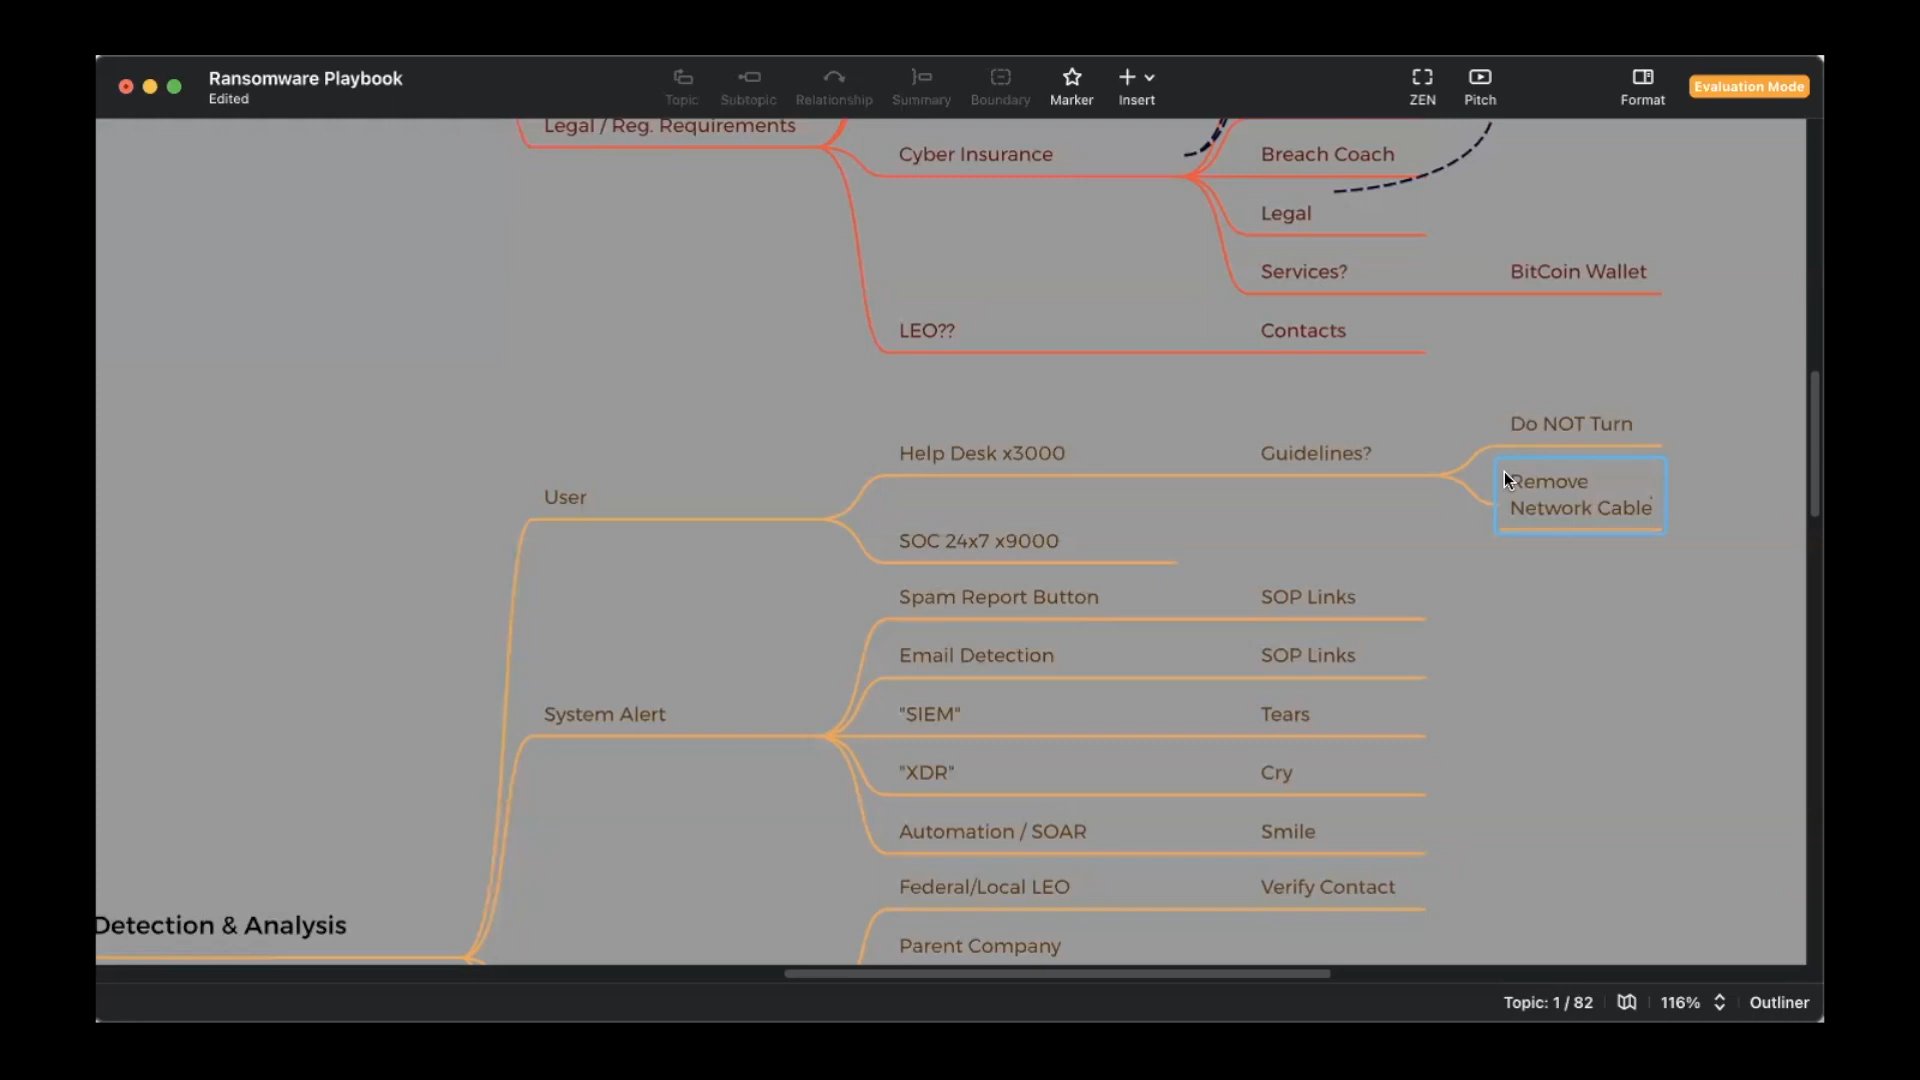 Ransomware Playbook
Edited
Topic
Subtopic
Relationship
Summary
Boundary
Marker
Insert
ZEN
Pitch
Format
Evaluation Mode
Legal / Reg. Requirements
Cyber Insurance
Breach Coach
Legal
Services?
BitCoin Wallet
LEO??
Contacts
Do NOT Turn
Help Desk x3000
Guidelines?
Remove
Network Cable
User
SOC 24x7 x9000
Spam Report Button
SOP Links
Email Detection
SOP Links
System Alert
"SIEM"
Tears
"XDR"
Cry
Automation / SOAR
Smile
Federal/Local LEO
Verify Contact
Detection & Analysis
Parent Company
Topic: 1 / 82
116%
Outliner